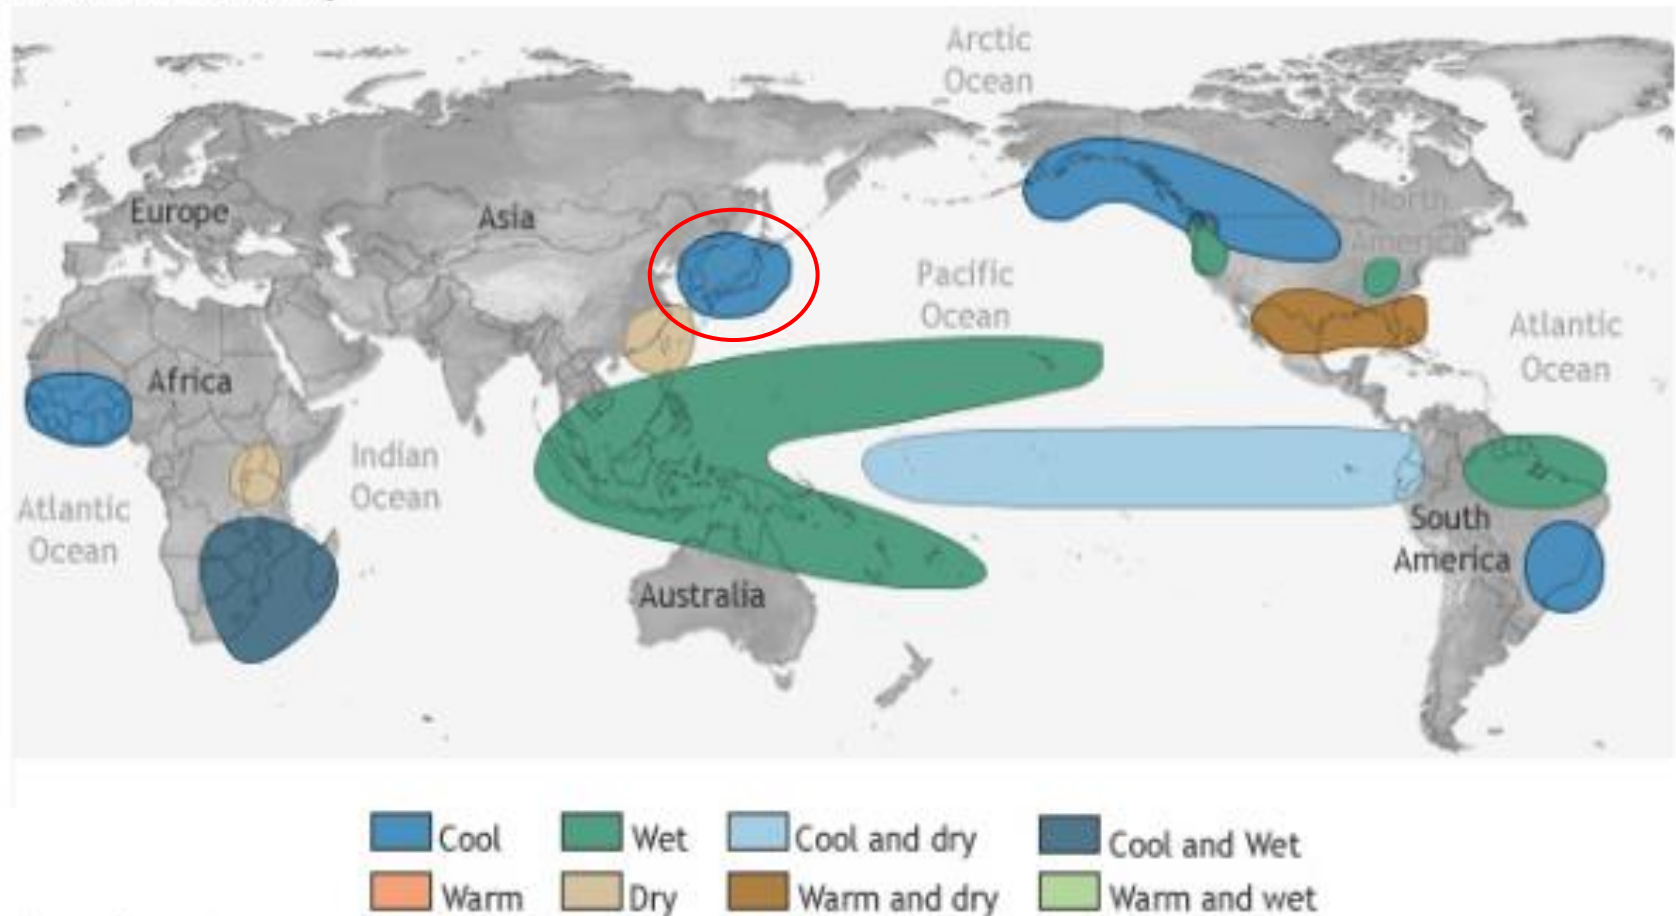 Arctic
Ocean
Europe
Asia
North
America
Pacific
Ocean
Atlantic
Ocean
Africa
Indian
Ocean
Atlantic
Ocean
South
America
Australia
Cool
Wet
Cool and dry
Cool and Wet
Warm
Dry
Warm and dry
Warm and wet